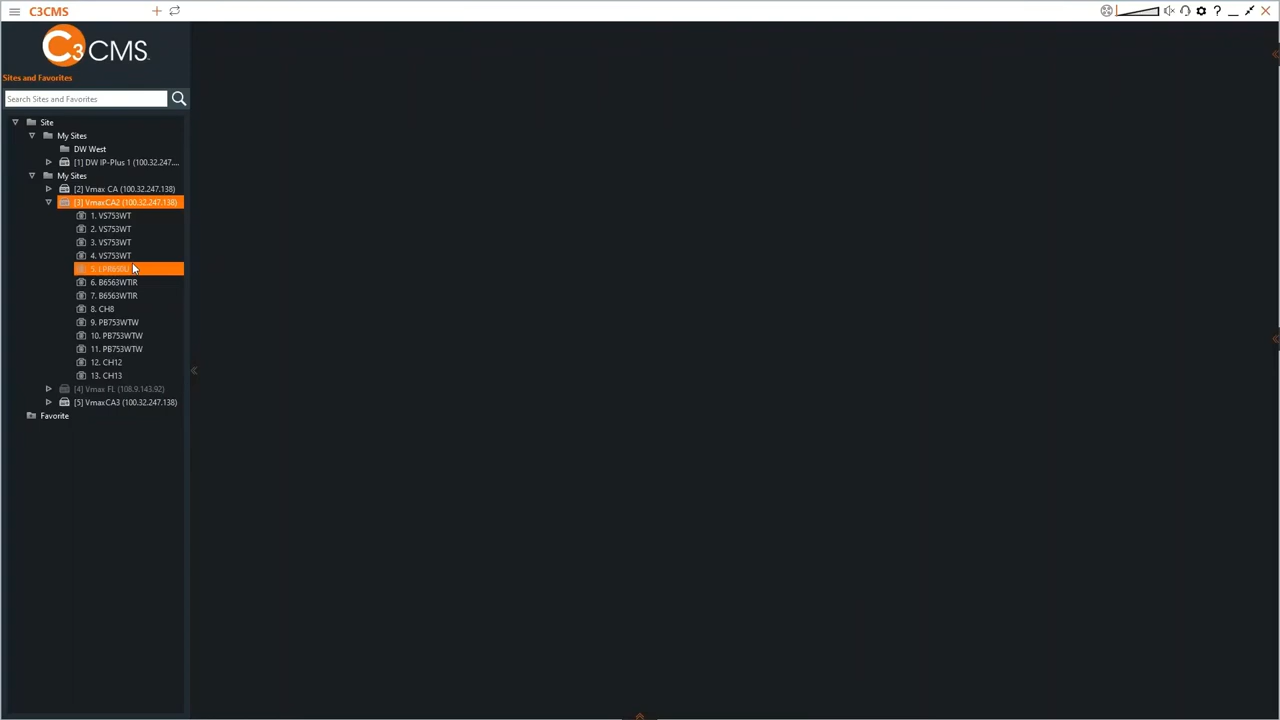 C3CMS
C3 CMS.
Sites and Favorites
Search Sites and Favorites
Site
My Sites
DW West
[1] DW IP-Plus 1 (100.32.247....
My Sites
[2] Vmax CA (100.32.247.138)
[3] VmaxCA2 (100.32.247.138)
1. VS753WT
2. VS753WT
3. VS753WT
4. VS753WT
5.
6. B6563WTIR
7. B6563WTIR
8. CH8
9. PB753WTW
10. PB753WTW
11. PB753WTW
12. CH12
13. CH13
[4] Vmax FL (108.9.143.92)
[5] VmaxCA3 (100.32.247.138)
Favorite